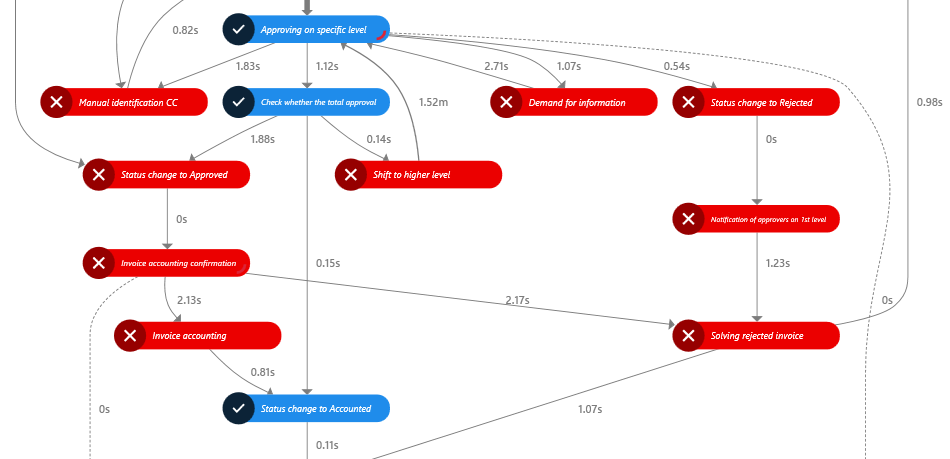 0.82s
Approving on specific level
1.83s
1.12s
2.71s
1.07s
0.54s
Manual identification CC
Check whether the total approval
1.52m
Demand for information
Status change to Rejected
0.98s
1.88s
0.14s
0s
Status change to Approved
Shift to higher level
0s
Notification of approvers on 1st level
Invoice accounting confirmation
0.15s
1.23s
2.13s
2.17s
0s
Invoice accounting
Solving rejected invoice
0.81s
0s
Status change to Accounted
1.07s
0.11s